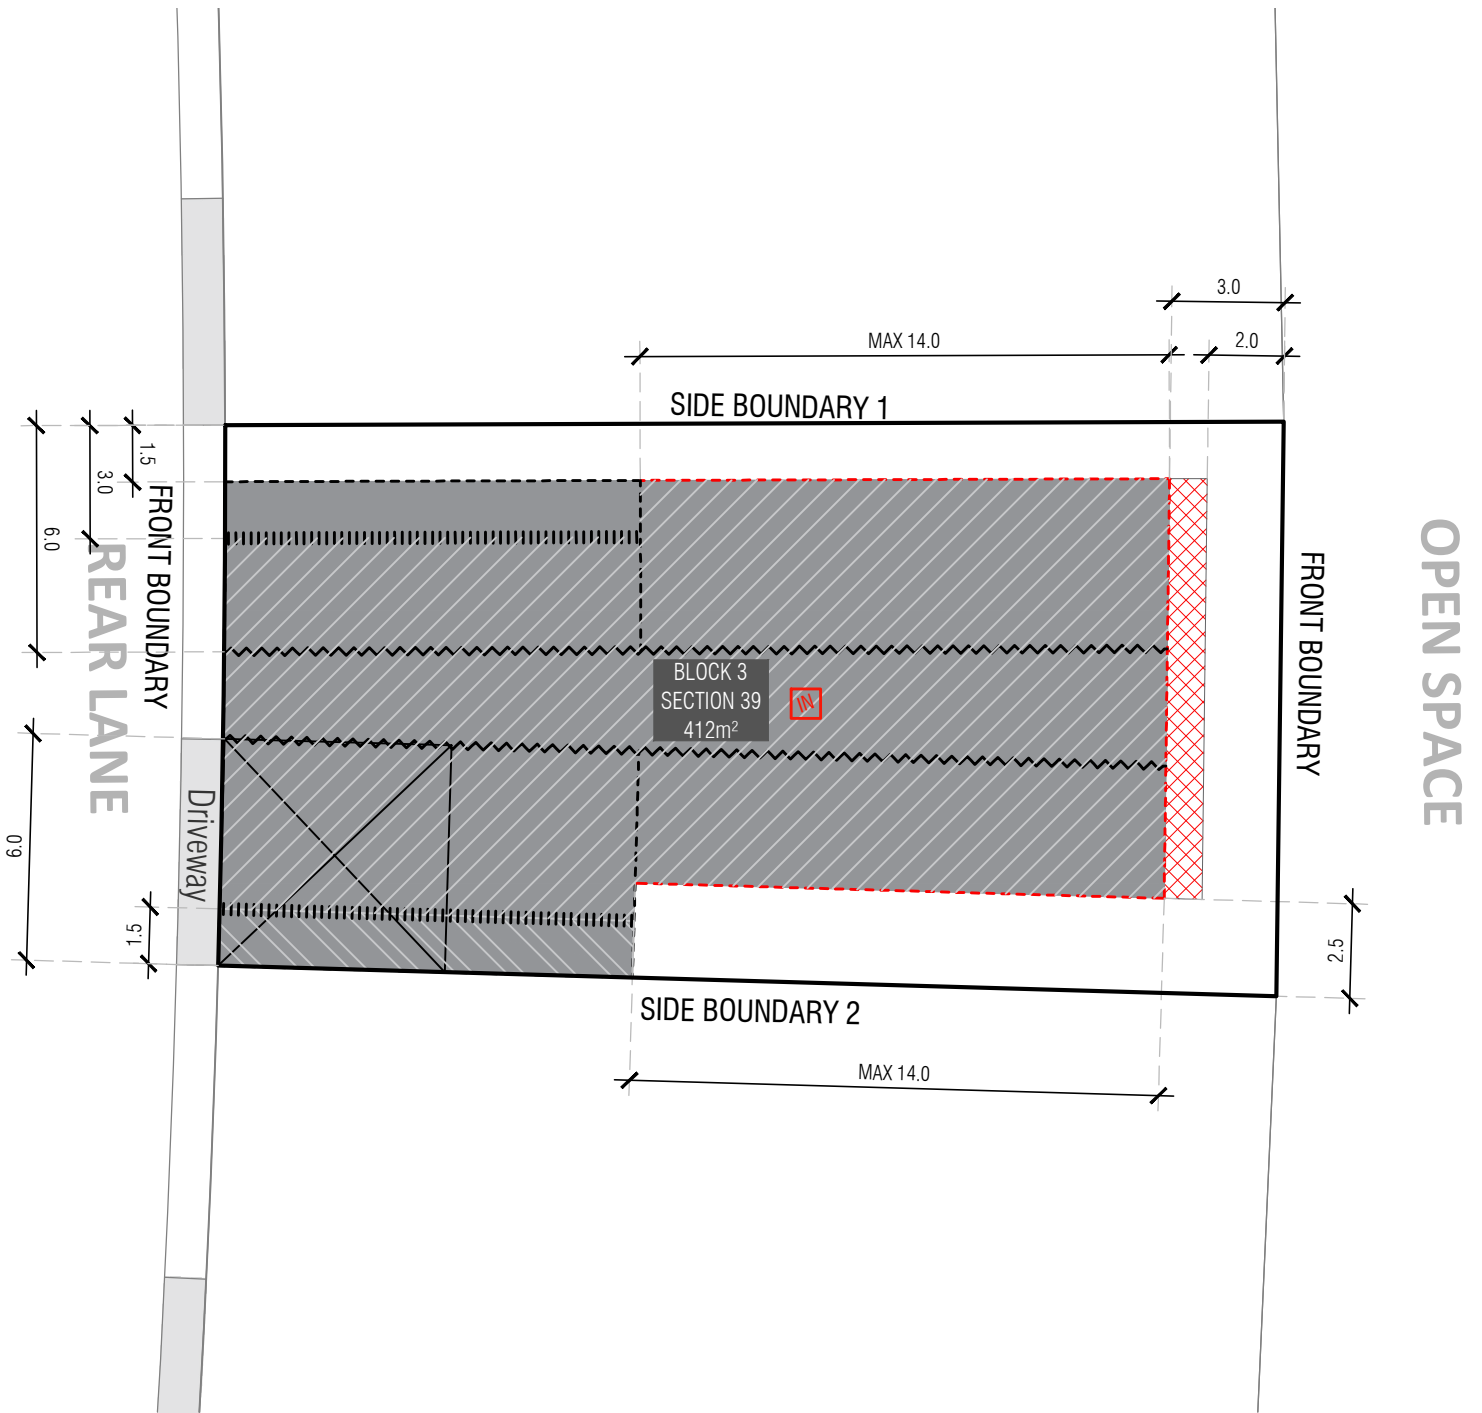 3.0
MAX 14.0
2.0
SIDE BOUNDARY 1
1.5
3.0
6.0
FRONT BOUNDARY
REAR LANE
BLOCK 3
SECTION 39
412m²
IN
FRONT BOUNDARY
OPEN SPACE
Driveway
6.0
1.5
2.5
SIDE BOUNDARY 2
MAX 14.0